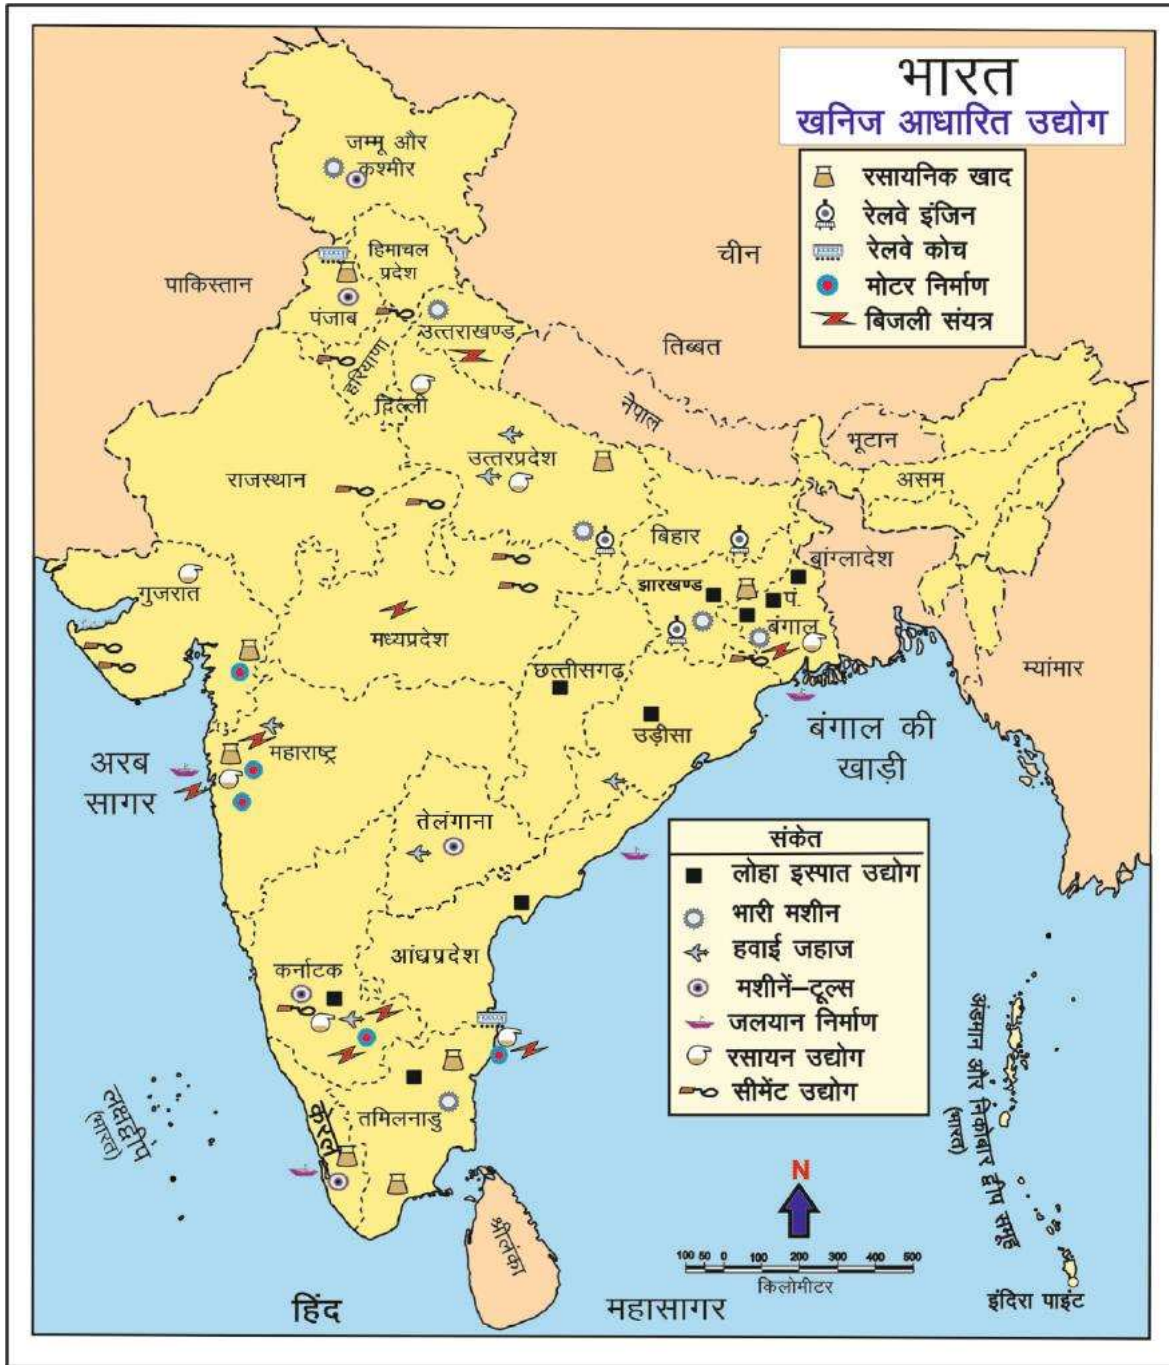 भारत
खनिज आधारित उद्योग
रसायनिक खाद
रेलवे इंजिन
रेलवे कोच
मोटर निर्माण
बिजली संयत्र
जम्मू और
कश्मीर
हिमाचल
प्रदेश
चीन
पाकिस्तान
पंजाब
उत्तराखण्ड
तिब्बत
हरियाणा
दिल्ली
नेपाल
भूटान
उत्तरप्रदेश
राजस्थान
असम
बिहार
बांग्लादेश
झारखण्ड
गुजरात
पं.
बंगाल
मध्यप्रदेश
छत्तीसगढ़
म्यांमार
उड़ीसा
बंगाल की
खाड़ी
महाराष्ट्र
अरब
सागर
तेलंगाना
संकेत
लोहा इस्पात उद्योग
भारी मशीन
हवाई जहाज
मशीनें–टूल्स
जलयान निर्माण
रसायन उद्योग
सीमेंट उद्योग
आंध्रप्रदेश
कर्नाटक
लक्षद्वीप
(भारत)
केरल
तमिलनाडु
अंडमान और निकोबार द्वीप समूह
(भारत)
श्रीलंका
N
100 50 0 100 200 300 400 500
किलोमीटर
इंदिरा पाइंट
हिंद
महासागर